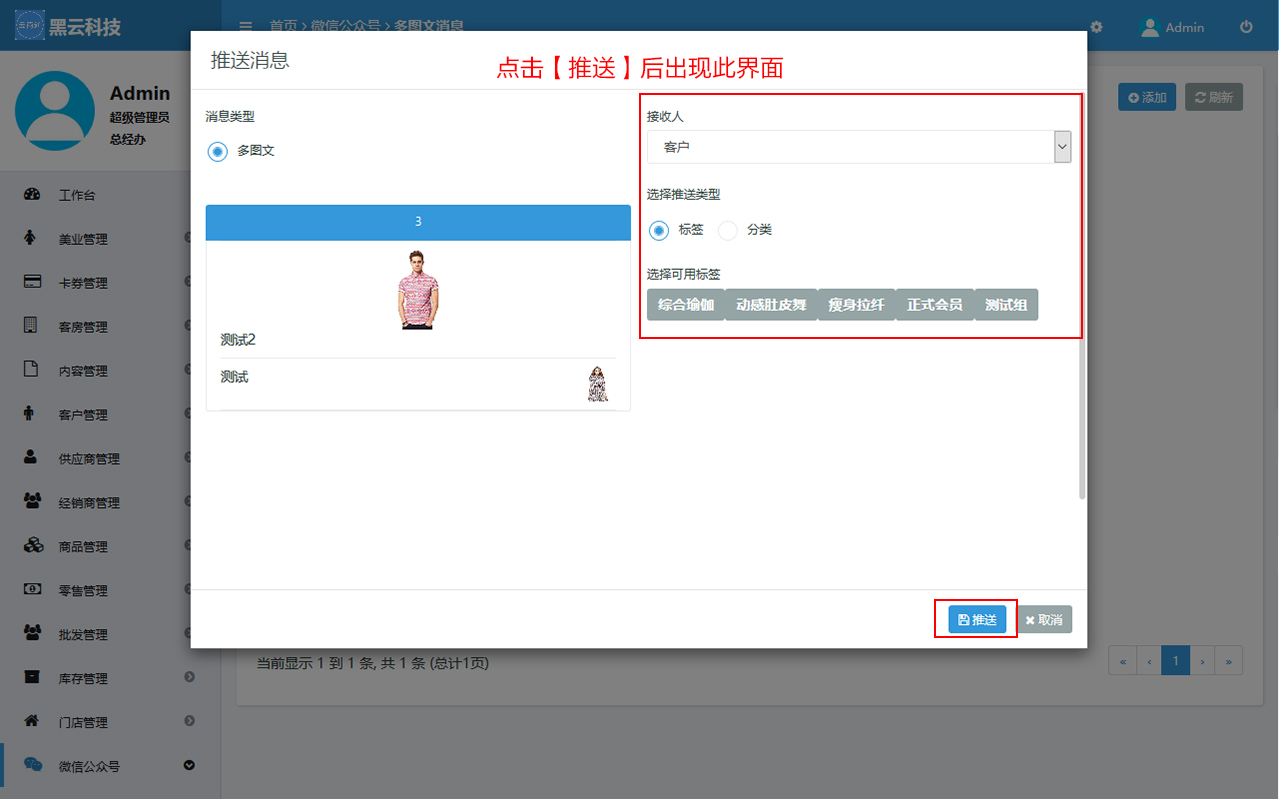 黑云科技
首页 > 微信公众号 > 多图文消息
Admin
Admin
超级管理员
总经办
添加
刷新
工作台
美业管理
卡券管理
客房管理
内容管理
客户管理
供应商管理
经销商管理
商品管理
零售管理
批发管理
库存管理
门店管理
微信公众号
推送消息
点击【推送】后出现此界面
消息类型
多图文
3
测试2
测试
接收人
客户
选择推送类型
标签 分类
选择可用标签
综合瑜伽 动感肚皮舞 瘦身拉纤 正式会员 测试组
推送 取消
当前显示 1 到 1 条, 共 1 条 (总计1页)
« ‹ 1 › »